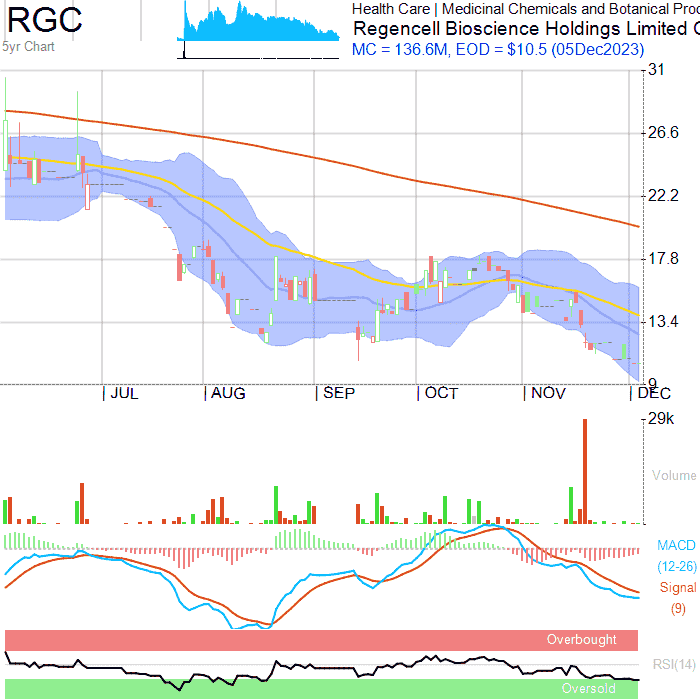 RGC
5yr Chart
Health Care | Medicinal Chemicals and Botanical
Regencell Bioscience Holdings Limited
MC = 136.6M, EOD = $10.5 (05Dec2023)
31
26.6
22.2
17.8
13.4
9
JUL AUG SEP OCT NOV DEC
29k
Volume
MACD
(12-26)
Signal
(9)
Overbought
RSI(14)
Oversold